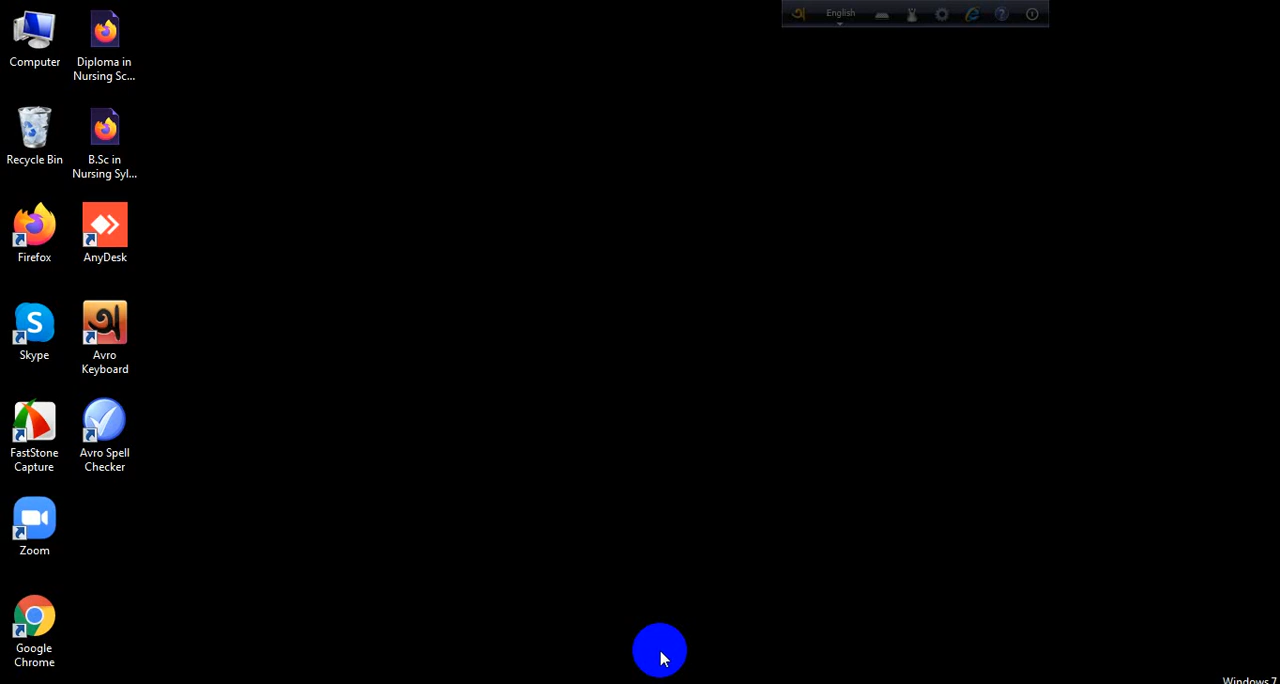 English
Computer
Diploma in
Nursing Sc...
Recycle Bin
B.Sc in
Nursing Syl...
Firefox
AnyDesk
Skype
Avro
Keyboard
FastStone
Capture
Avro Spell
Checker
Zoom
Google
Chrome
Windows 7